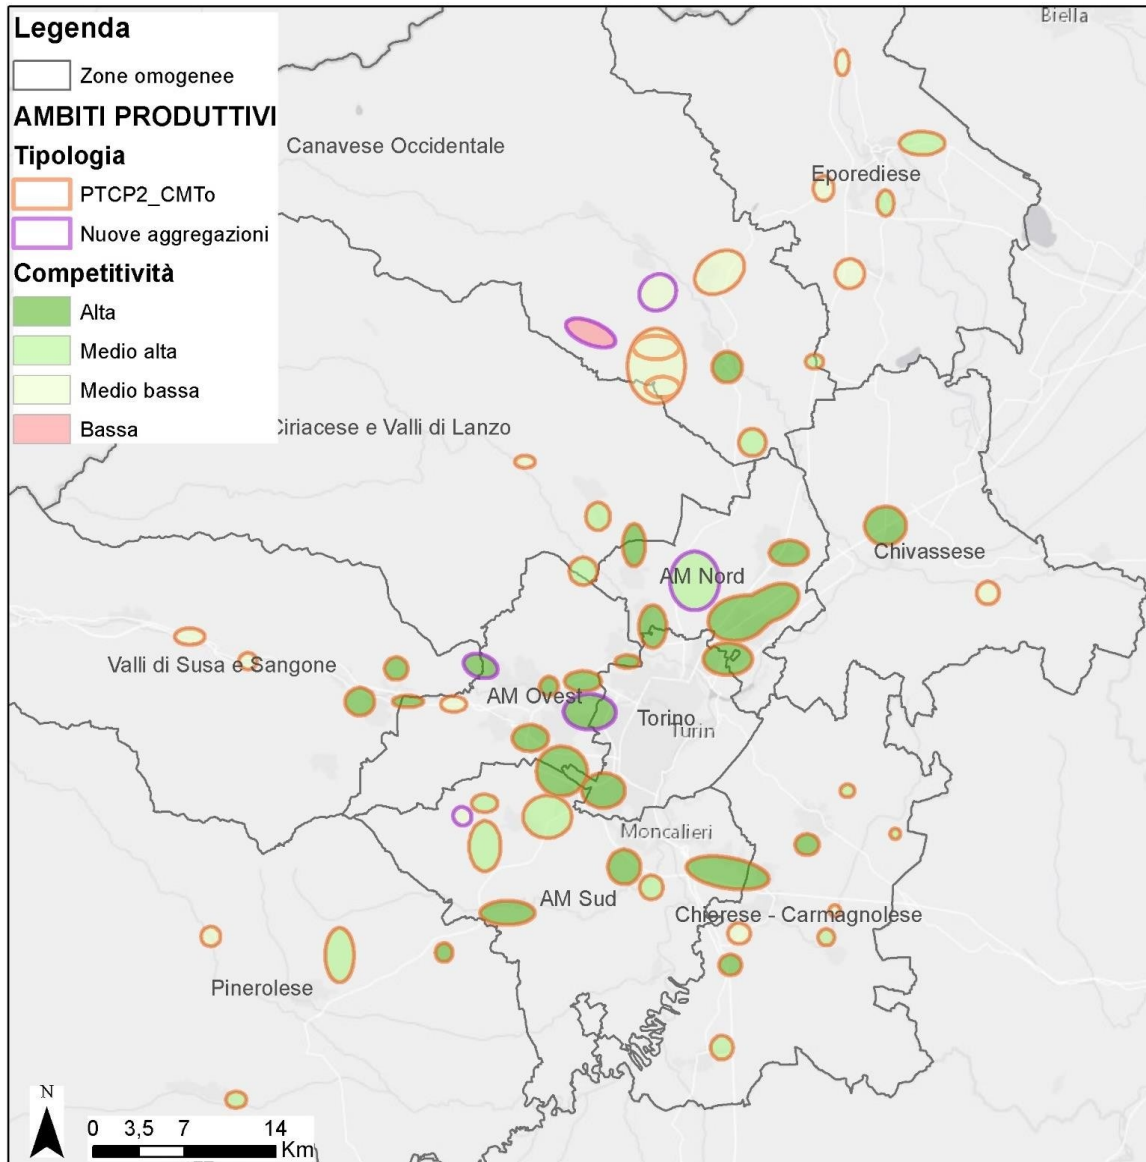 Legenda
Zone omogenee
AMBITI PRODUTTIVI
Tipologia
PTCP2_CMTo
Nuove aggregazioni
Competitività
Alta
Medio alta
Medio bassa
Bassa
Biella
Canavese Occidentale
Eporediese
Ciriacese e Valli di Lanzo
Chivassese
AM Nord
Valli di Susa e Sangone
AM Ovest
Torino
Turin
Moncalieri
AM Sud
Chierese - Carmagnolese
Pinerolese
N
0 3,5 7 14
Km